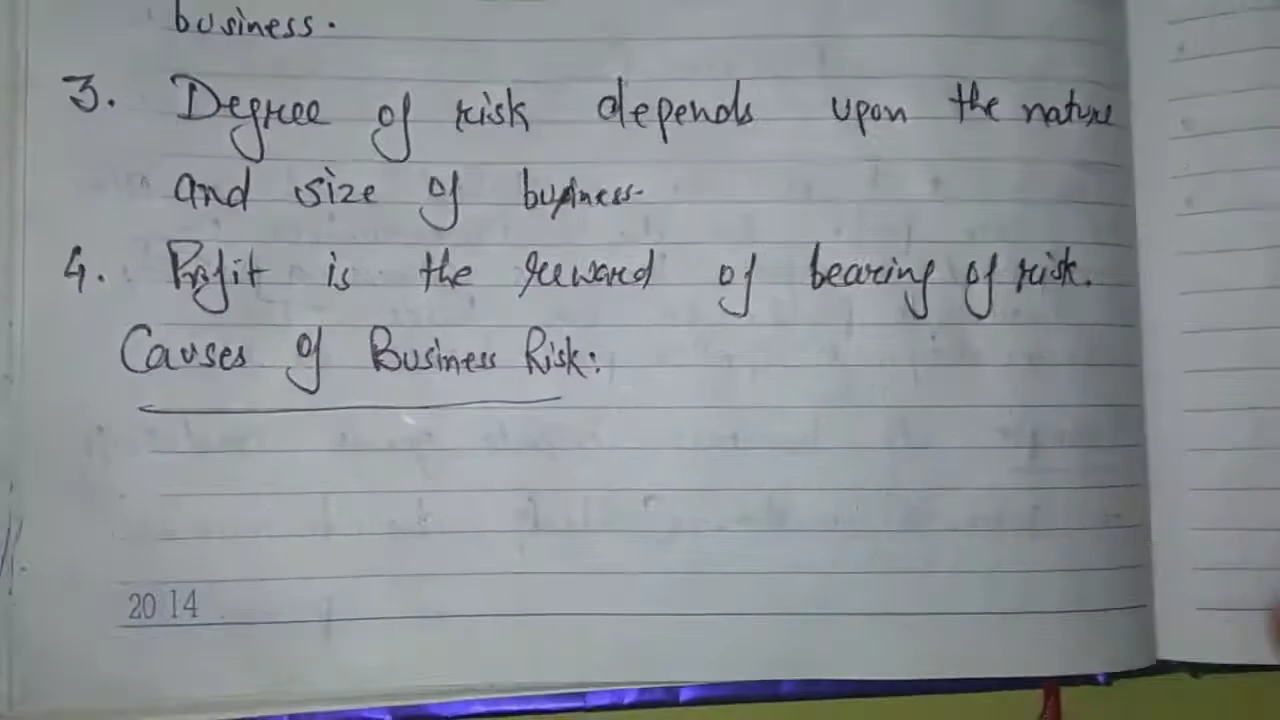 business.
3. Degree of risk depends upon the nature
and size of business.
4. Profit is the reward of bearing of risk.
Causes of Business Risk:
2014